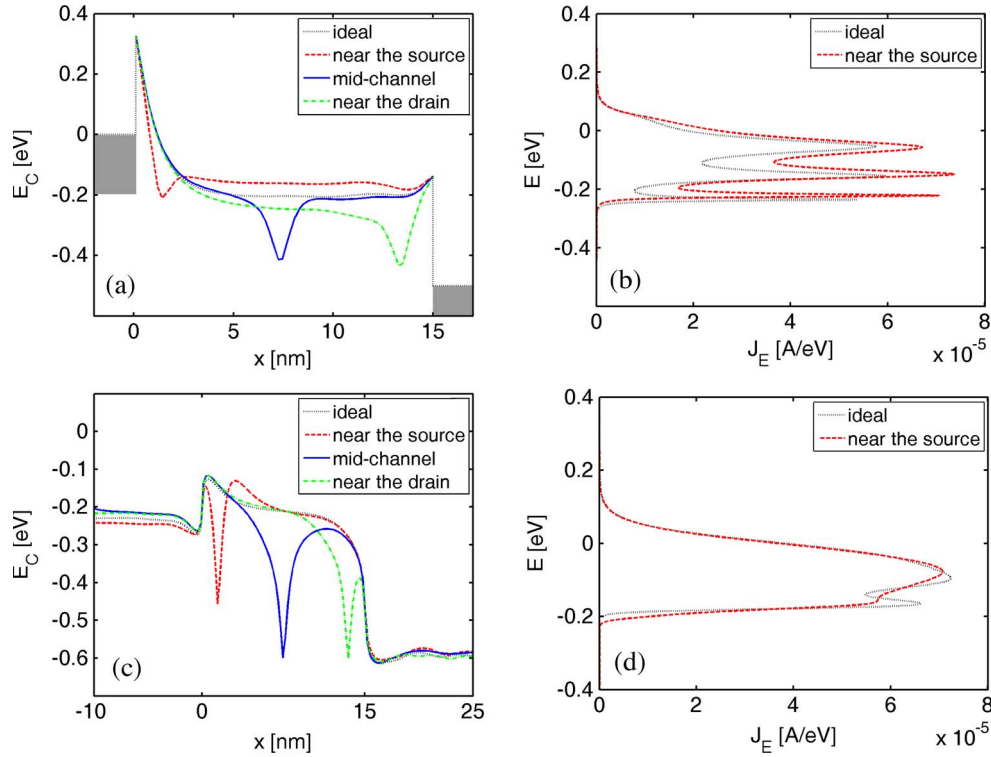 0.4
0.2
0
-0.2
-0.4
E_C [eV]
ideal
near the source
mid-channel
near the drain
(a)
0 5 10 15
x [nm]
0.4
0.2
0
-0.2
-0.4
E [eV]
ideal
near the source
(b)
0 2 4 6 8
J_E [A/eV] x 10^-5
0
-0.1
-0.2
-0.3
-0.4
-0.5
-0.6
E_C [eV]
ideal
near the source
mid-channel
near the drain
(c)
-10 0 15 25
x [nm]
0.4
0.2
0
-0.2
-0.4
E [eV]
ideal
near the source
(d)
0 2 4 6 8
J_E [A/eV] x 10^-5